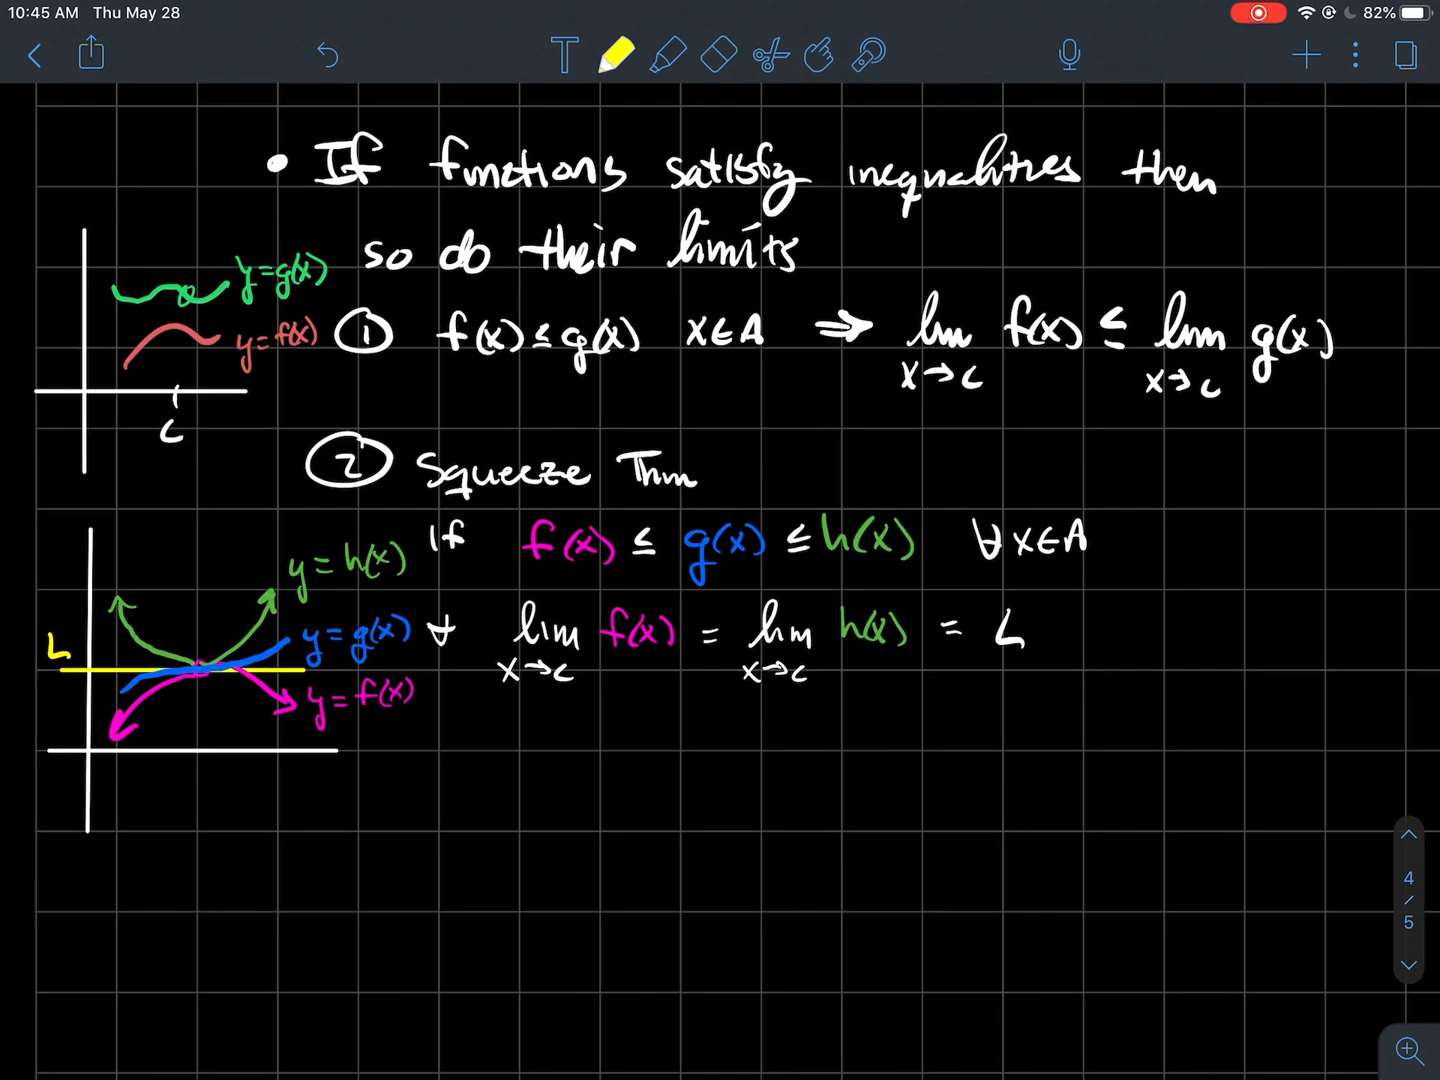 10:45 AM Thu May 28
82%
T
• If functions satisfy inequalities then
so do their limits
y=g(x)
y=f(x)
c
① f(x)≤g(x) x∈A ⇒ lim x→c f(x) ≤ lim x→c g(x)
② Squeeze Thm
If f(x) ≤ g(x) ≤ h(x) ∀x∈A
lim x→c f(x) = lim x→c h(x) = L
y=h(x)
L
y=g(x)
y=f(x)
4
/
5